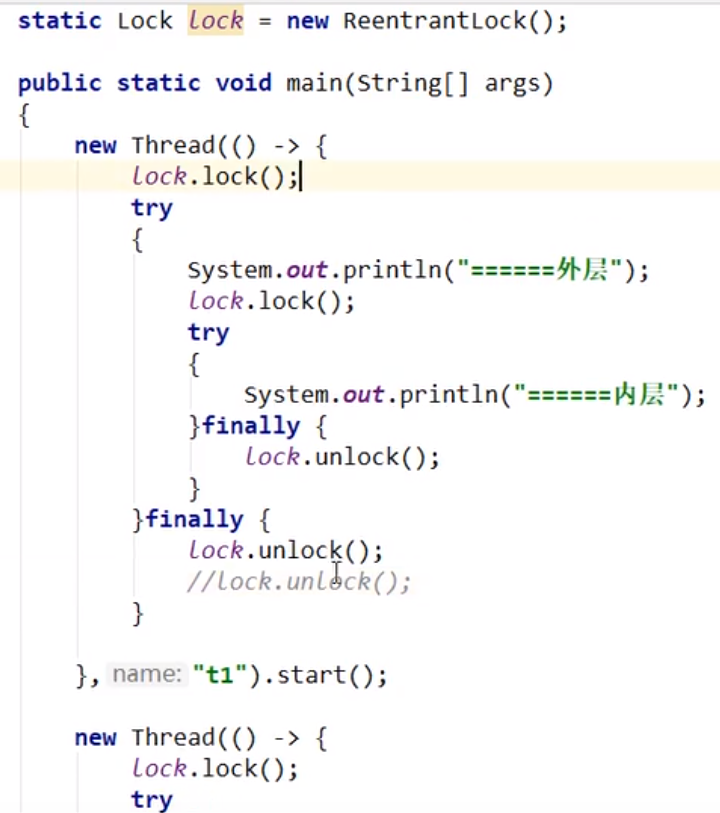 static Lock lock = new ReentrantLock();
public static void main(String[] args)
{
new Thread(() -> {
lock.lock();
try
{
System.out.println("======外层");
lock.lock();
try
{
System.out.println("======内层");
}finally {
lock.unlock();
}
}finally {
lock.unlock();
//lock.unlock();
}
}, name: "t1").start();
new Thread(() -> {
lock.lock();
try